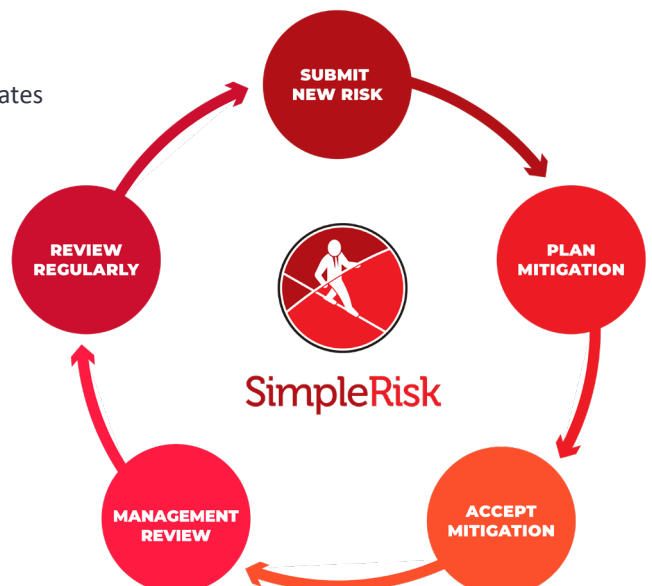 ates
SUBMIT
NEW RISK
PLAN
MITIGATION
ACCEPT
MITIGATION
MANAGEMENT
REVIEW
REVIEW
REGULARLY
SimpleRisk